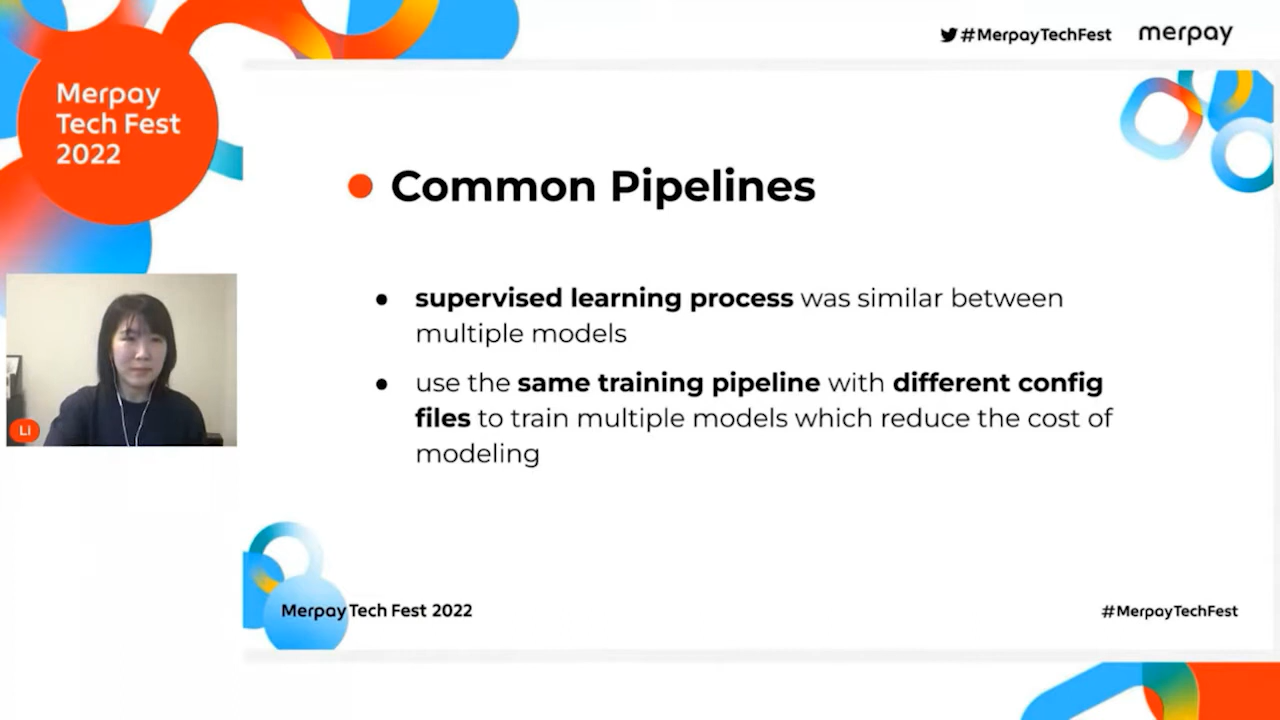 #MerpayTechFest
merpay
Merpay
Tech Fest
2022
Common Pipelines
● supervised learning process was similar between
multiple models
● use the same training pipeline with different config
files to train multiple models which reduce the cost of
modeling
LI
Merpay Tech Fest 2022
#MerpayTechFest